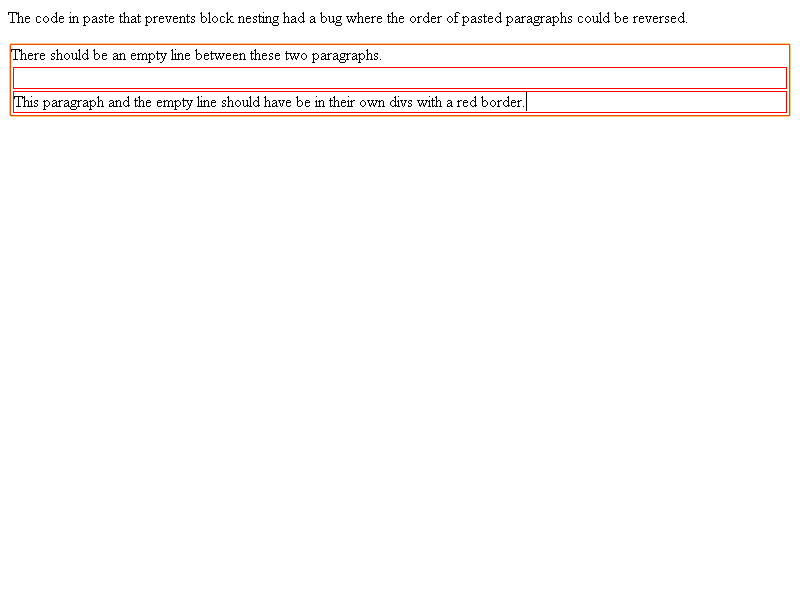 The code in paste that prevents block nesting had a bug where the order of pasted paragraphs could be reversed.
There should be an empty line between these two paragraphs.
This paragraph and the empty line should have be in their own divs with a red border.